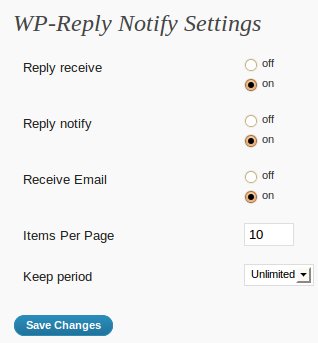 WP-Reply Notify Settings
Reply receive
off
on
Reply notify
off
on
Receive Email
off
on
Items Per Page 10
Keep period Unlimited
Save Changes